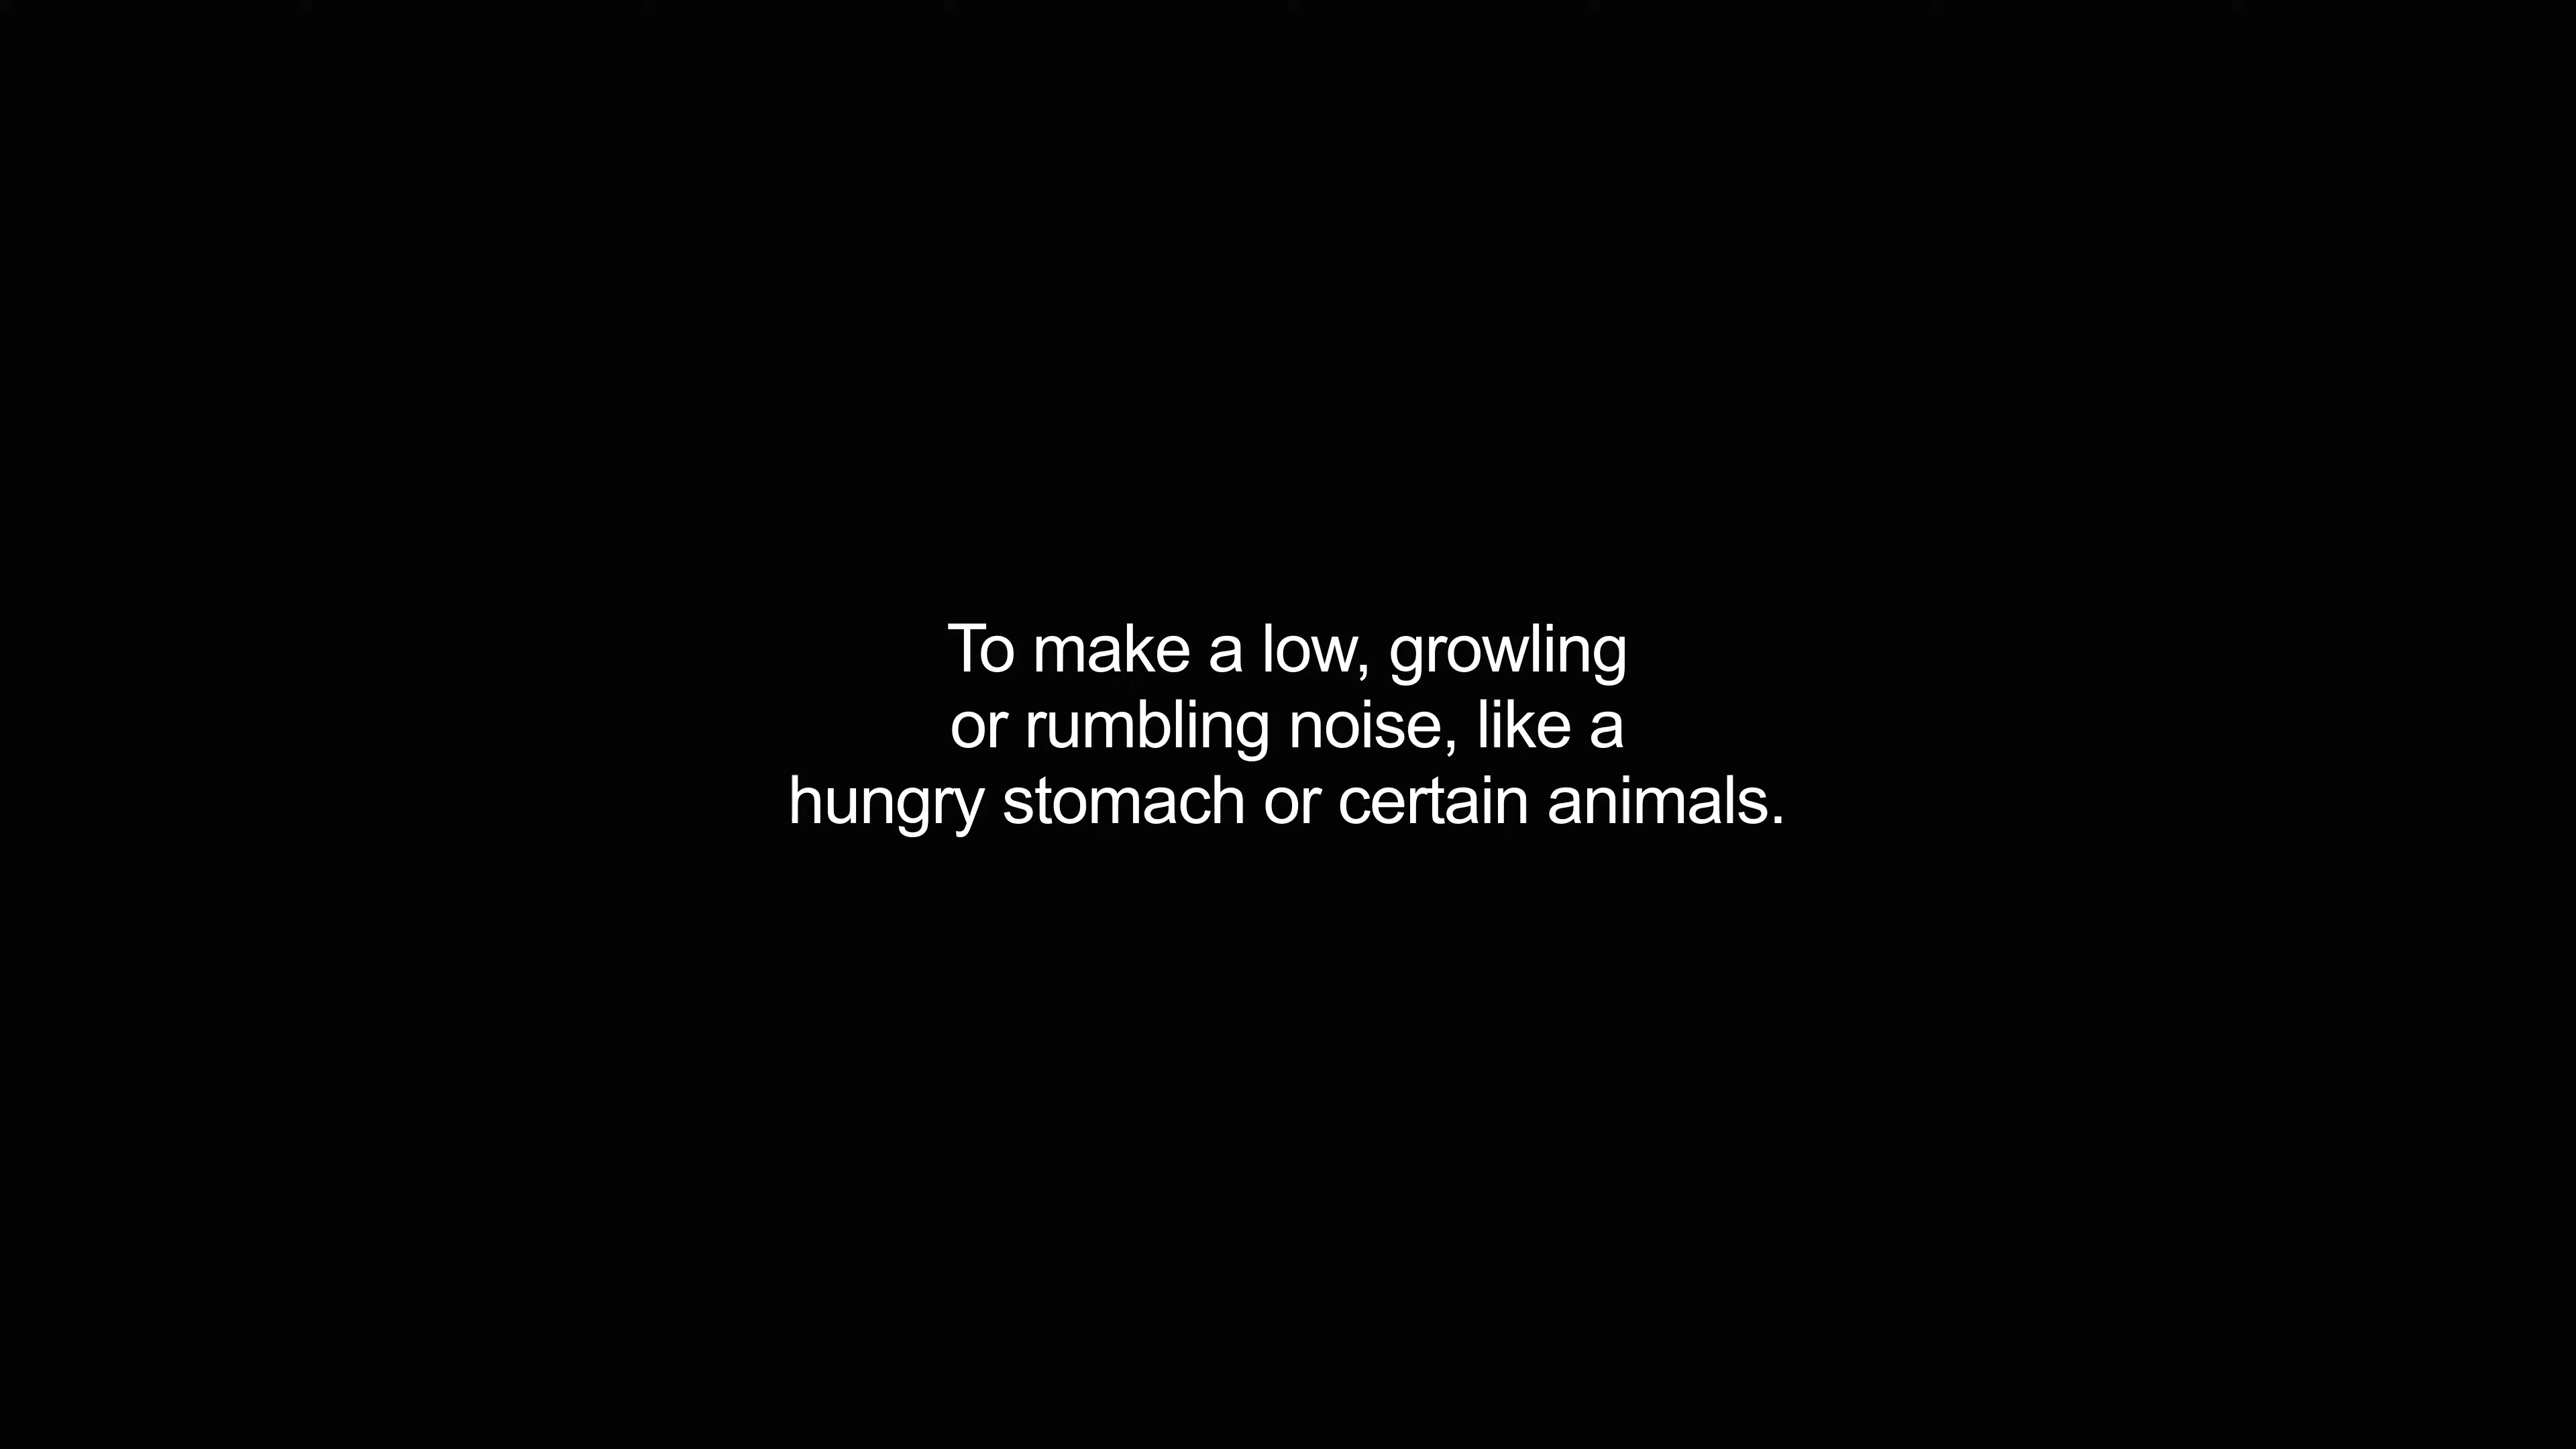 To make a low, growling
or rumbling noise, like a
hungry stomach or certain animals.